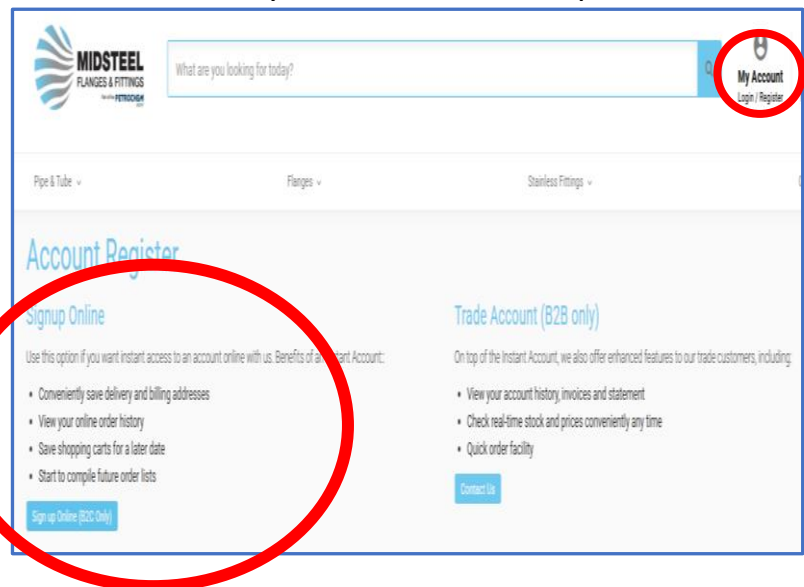 MIDSTEEL
FLANGES & FITTINGS
PETROCHEM
What are you looking for today?
My Account
Login / Register
Pipe & Tube
Flanges
Stainless Fittings
Account Register
Signup Online
Use this option if you want instant access to an account online with us. Benefits of an Instant Account:
• Conveniently save delivery and billing addresses
• View your online order history
• Save shopping carts for a later date
• Start to compile future order lists
Sign up Online (B2C Only)
Trade Account (B2B only)
On top of the Instant Account, we also offer enhanced features to our trade customers, including:
• View your account history, invoices and statement
• Check real-time stock and prices conveniently any time
• Quick order facility
Contact Us